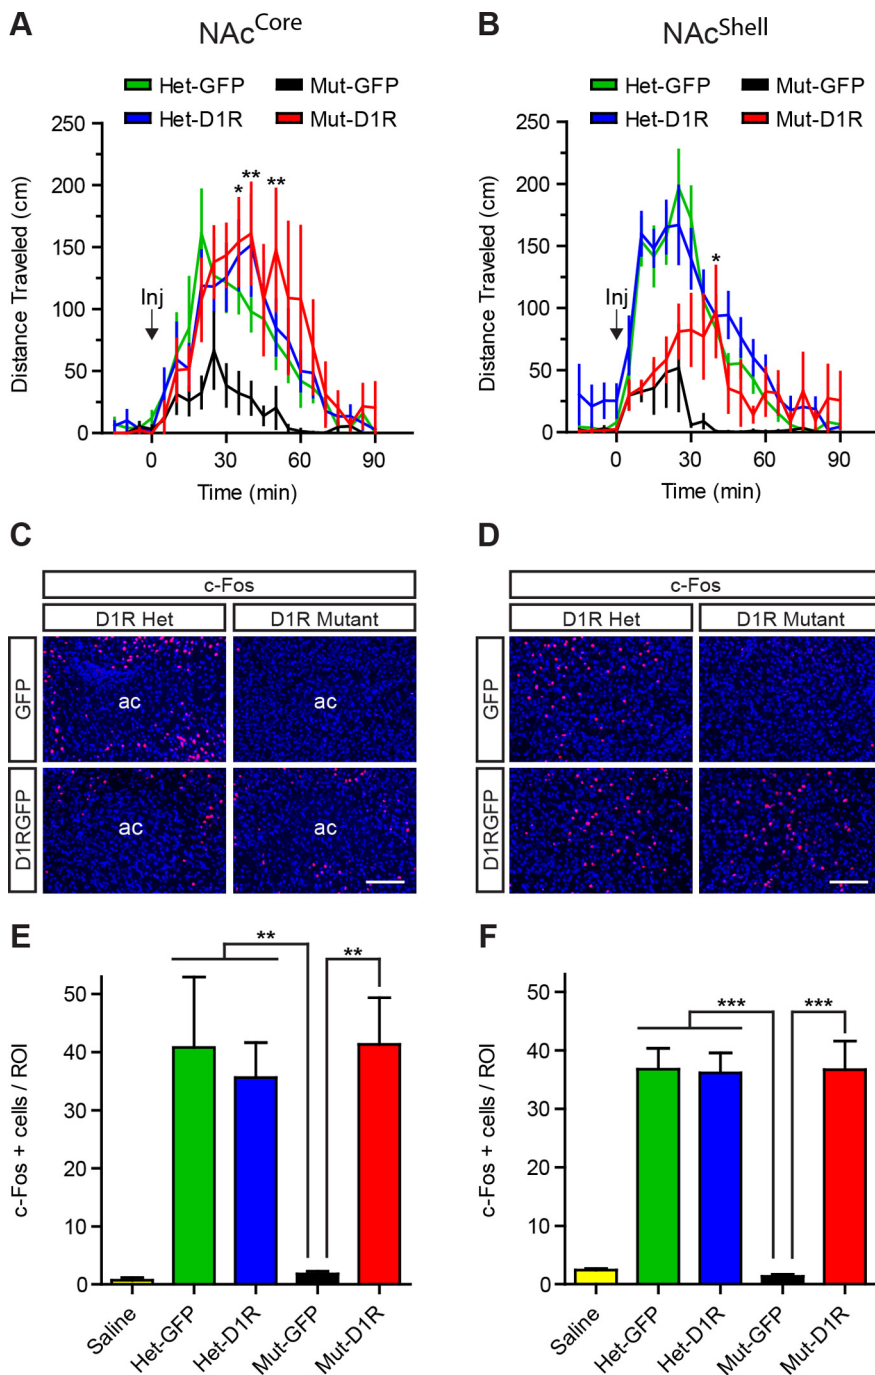 A
NAcCore
Het-GFP
Mut-GFP
Het-D1R
Mut-D1R
250
200
150
100
50
0
Distance Traveled (cm)
Inj
*
**
**
0
30
60
90
Time (min)
B
NAcShell
Het-GFP
Mut-GFP
Het-D1R
Mut-D1R
250
200
150
100
50
0
Distance Traveled (cm)
Inj
*
0
30
60
90
Time (min)
C
c-Fos
D1R Het
D1R Mutant
GFP
ac
ac
D1RGFP
ac
ac
D
c-Fos
D1R Het
D1R Mutant
GFP
D1RGFP
E
**
**
50
40
30
20
10
0
c-Fos + cells / ROI
Saline
Het-GFP
Het-D1R
Mut-GFP
Mut-D1R
F
***
***
50
40
30
20
10
0
c-Fos + cells / ROI
Saline
Het-GFP
Het-D1R
Mut-GFP
Mut-D1R